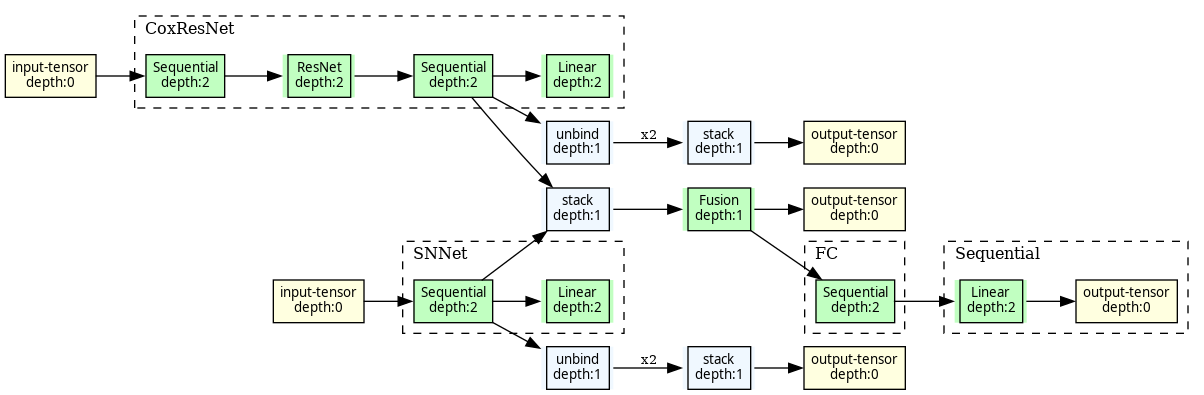 CoxResNet
input-tensor
depth:0
Sequential
depth:2
ResNet
depth:2
Sequential
depth:2
Linear
depth:2
unbind
depth:1
x2
stack
depth:1
output-tensor
depth:0
stack
depth:1
Fusion
depth:1
output-tensor
depth:0
SNNet
input-tensor
depth:0
Sequential
depth:2
Linear
depth:2
FC
Sequential
depth:2
Sequential
Linear
depth:2
output-tensor
depth:0
unbind
depth:1
x2
stack
depth:1
output-tensor
depth:0